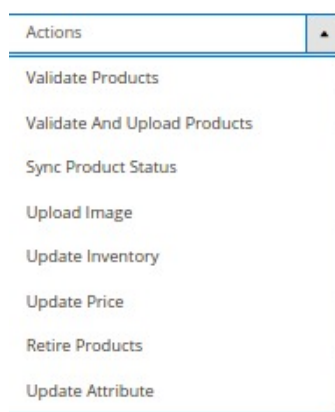 Actions
Validate Products
Validate And Upload Products
Sync Product Status
Upload Image
Update Inventory
Update Price
Retire Products
Update Attribute